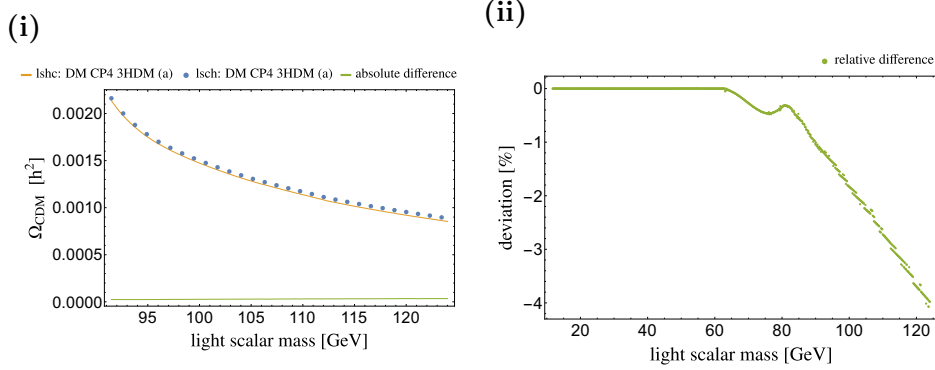 (i)
lshc: DM CP4 3HDM (a) lsch: DM CP4 3HDM (a) absolute difference
0.0020
0.0015
0.0010
0.0005
0.0000
Ω_CDM [h²]
95 100 105 110 115 120
light scalar mass [GeV]
(ii)
relative difference
0
-1
-2
-3
-4
deviation [%]
20 40 60 80 100 120
light scalar mass [GeV]